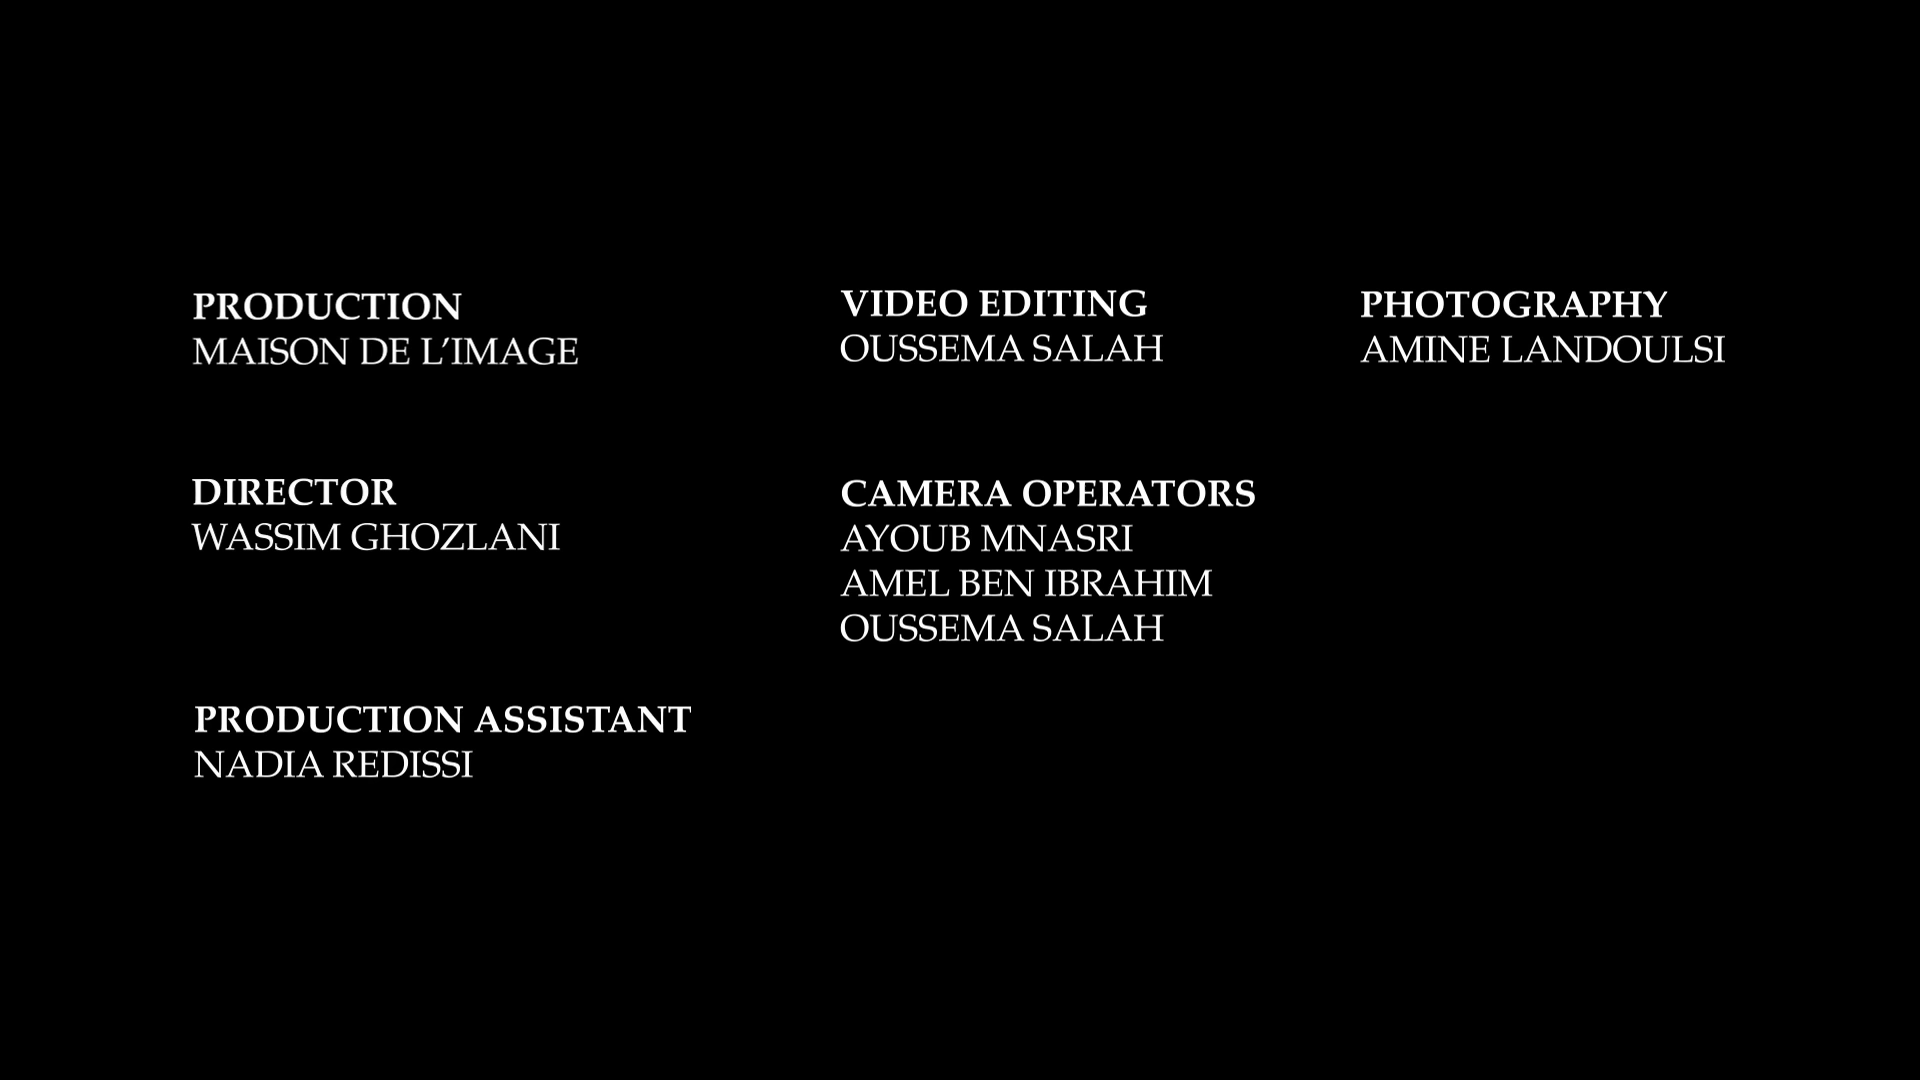 PRODUCTION
MAISON DE L’IMAGE
DIRECTOR
WASSIM GHOZLANI
PRODUCTION ASSISTANT
NADIA REDISSI
VIDEO EDITING
OUSSEMA SALAH
CAMERA OPERATORS
AYOUB MNASRI
AMEL BEN IBRAHIM
OUSSEMA SALAH
PHOTOGRAPHY
AMINE LANDOULSI